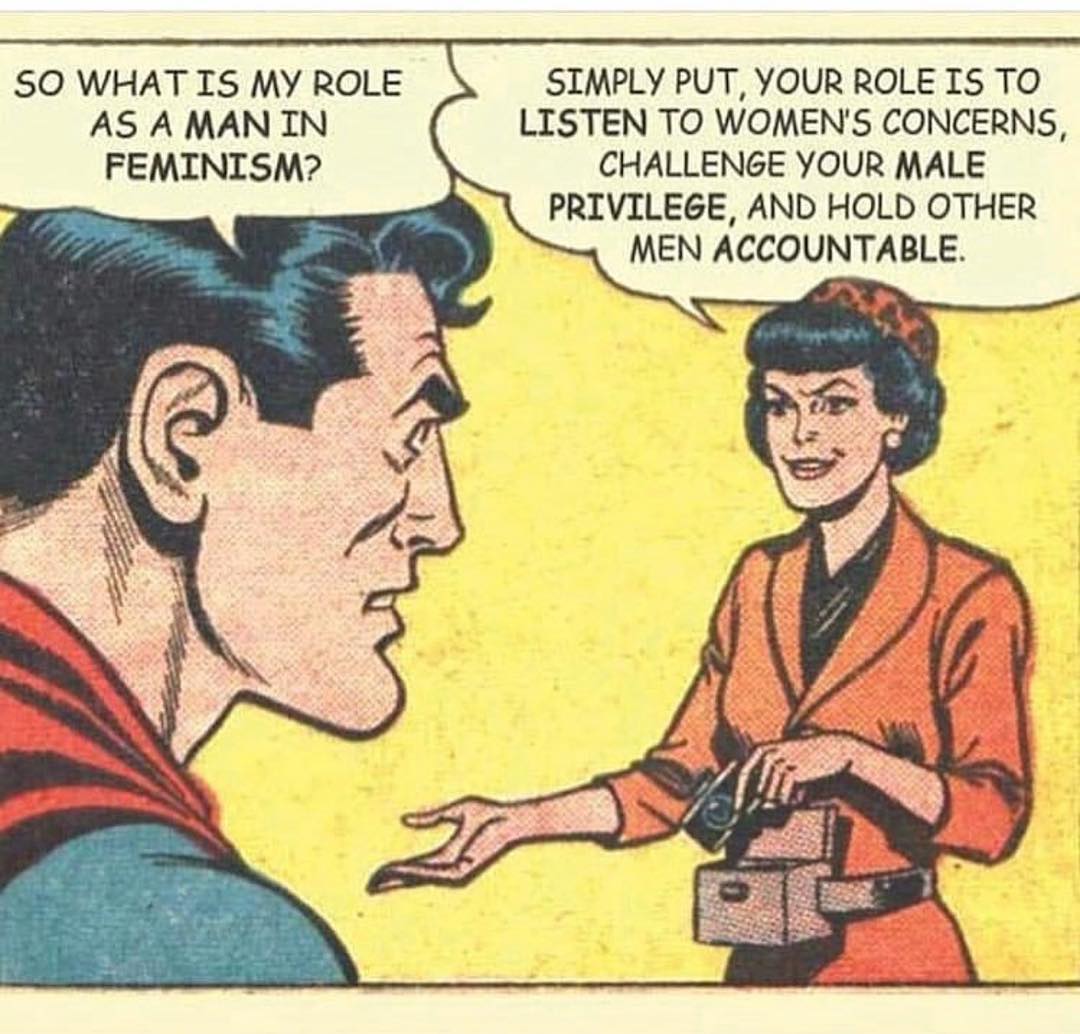 SO WHAT IS MY ROLE
AS A MAN IN
FEMINISM?
SIMPLY PUT, YOUR ROLE IS TO
LISTEN TO WOMEN'S CONCERNS,
CHALLENGE YOUR MALE
PRIVILEGE, AND HOLD OTHER
MEN ACCOUNTABLE.